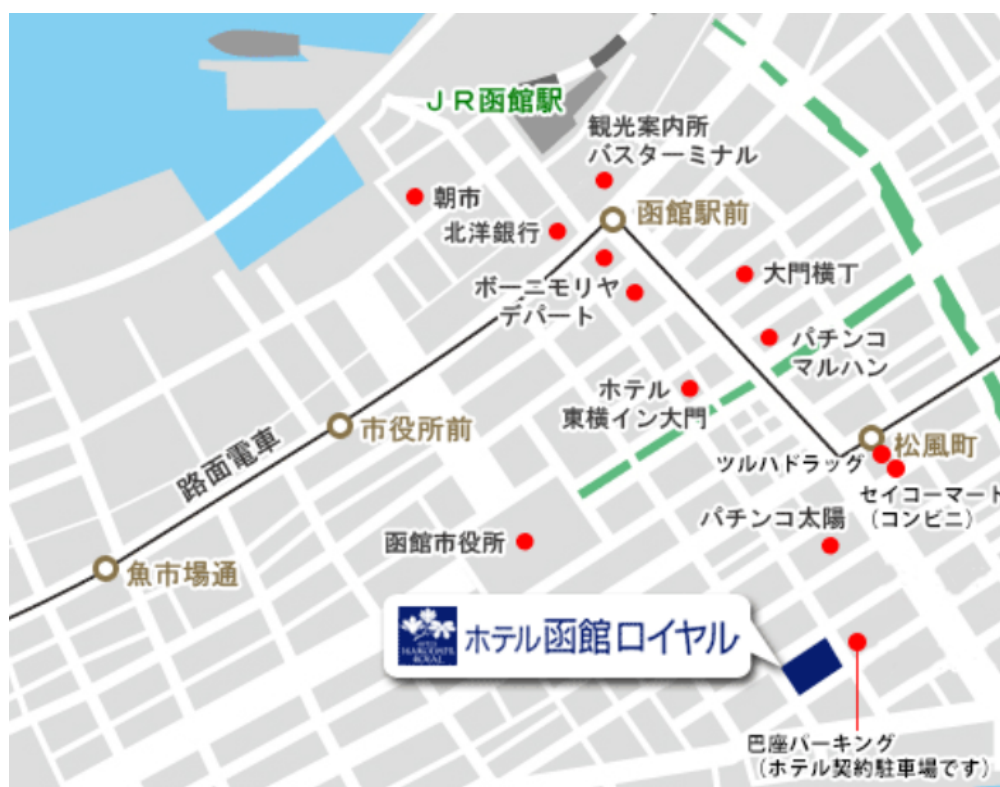 ＪＲ函館駅
観光案内所
バスターミナル
朝市
函館駅前
北洋銀行
大門横丁
ボーニモリヤ
デパート
パチンコ
マルハン
ホテル
東横イン大門
市役所前
路面電車
松風町
ツルハドラッグ
セイコーマート
（コンビニ）
パチンコ太陽
函館市役所
魚市場通
HAKODATE
ROYAL
ホテル函館ロイヤル
巴座パーキング
（ホテル契約駐車場です）